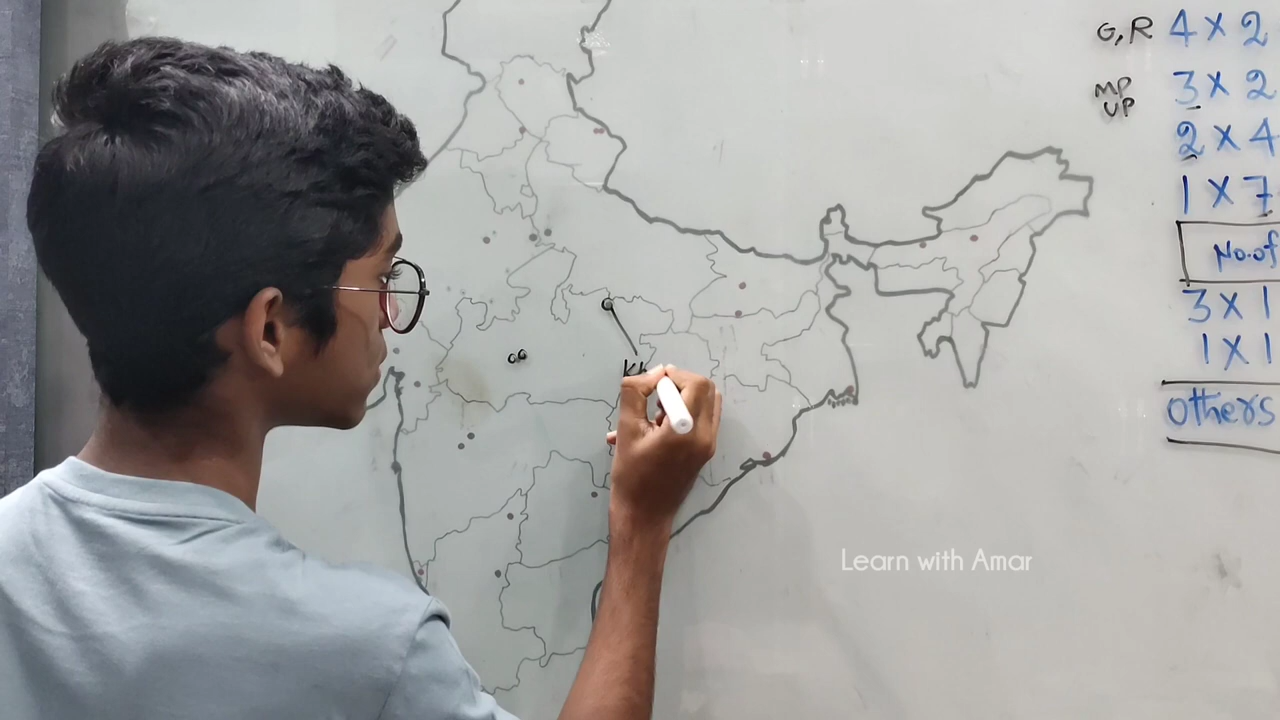 G,R 4 X 2
MP
UP 3 X 2
2 X 4
1 X 7
No.of
3 X 1
1 X 1
Others
Kh
Learn with Amar